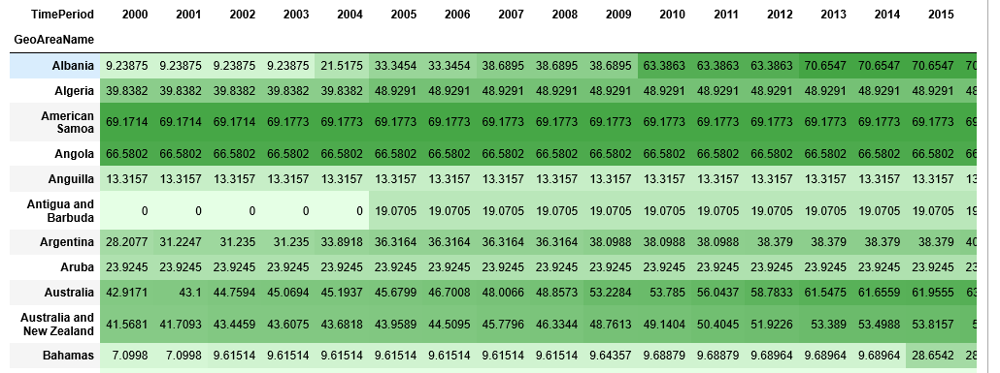 TimePeriod 2000 2001 2002 2003 2004 2005 2006 2007 2008 2009 2010 2011 2012 2013 2014 2015
GeoAreaName
Albania 9.23875 9.23875 9.23875 9.23875 21.5175 33.3454 33.3454 38.6895 38.6895 38.6895 63.3863 63.3863 63.3863 70.6547 70.6547 70.6547 70
Algeria 39.8382 39.8382 39.8382 39.8382 39.8382 48.9291 48.9291 48.9291 48.9291 48.9291 48.9291 48.9291 48.9291 48.9291 48.9291 48.9291 48
American
Samoa 69.1714 69.1714 69.1714 69.1773 69.1773 69.1773 69.1773 69.1773 69.1773 69.1773 69.1773 69.1773 69.1773 69.1773 69.1773 69.1773 69
Angola 66.5802 66.5802 66.5802 66.5802 66.5802 66.5802 66.5802 66.5802 66.5802 66.5802 66.5802 66.5802 66.5802 66.5802 66.5802 66.5802 66
Anguilla 13.3157 13.3157 13.3157 13.3157 13.3157 13.3157 13.3157 13.3157 13.3157 13.3157 13.3157 13.3157 13.3157 13.3157 13.3157 13.3157 13
Antigua and
Barbuda 0 0 0 0 0 19.0705 19.0705 19.0705 19.0705 19.0705 19.0705 19.0705 19.0705 19.0705 19.0705 19.0705 19
Argentina 28.2077 31.2247 31.235 31.235 33.8918 36.3164 36.3164 36.3164 36.3164 38.0988 38.0988 38.0988 38.379 38.379 38.379 38.379 40
Aruba 23.9245 23.9245 23.9245 23.9245 23.9245 23.9245 23.9245 23.9245 23.9245 23.9245 23.9245 23.9245 23.9245 23.9245 23.9245 23.9245 23
Australia 42.9171 43.1 44.7594 45.0694 45.1937 45.6799 46.7008 48.0066 48.8573 53.2284 53.785 56.0437 58.7833 61.5475 61.6559 61.9555 63
Australia and
New Zealand 41.5681 41.7093 43.4459 43.6075 43.6818 43.9589 44.5095 45.7796 46.3344 48.7613 49.1404 50.4045 51.9226 53.389 53.4988 53.8157 5
Bahamas 7.0998 7.0998 9.61514 9.61514 9.61514 9.61514 9.61514 9.61514 9.61514 9.64357 9.68879 9.68879 9.68964 9.68964 9.68964 28.6542 28